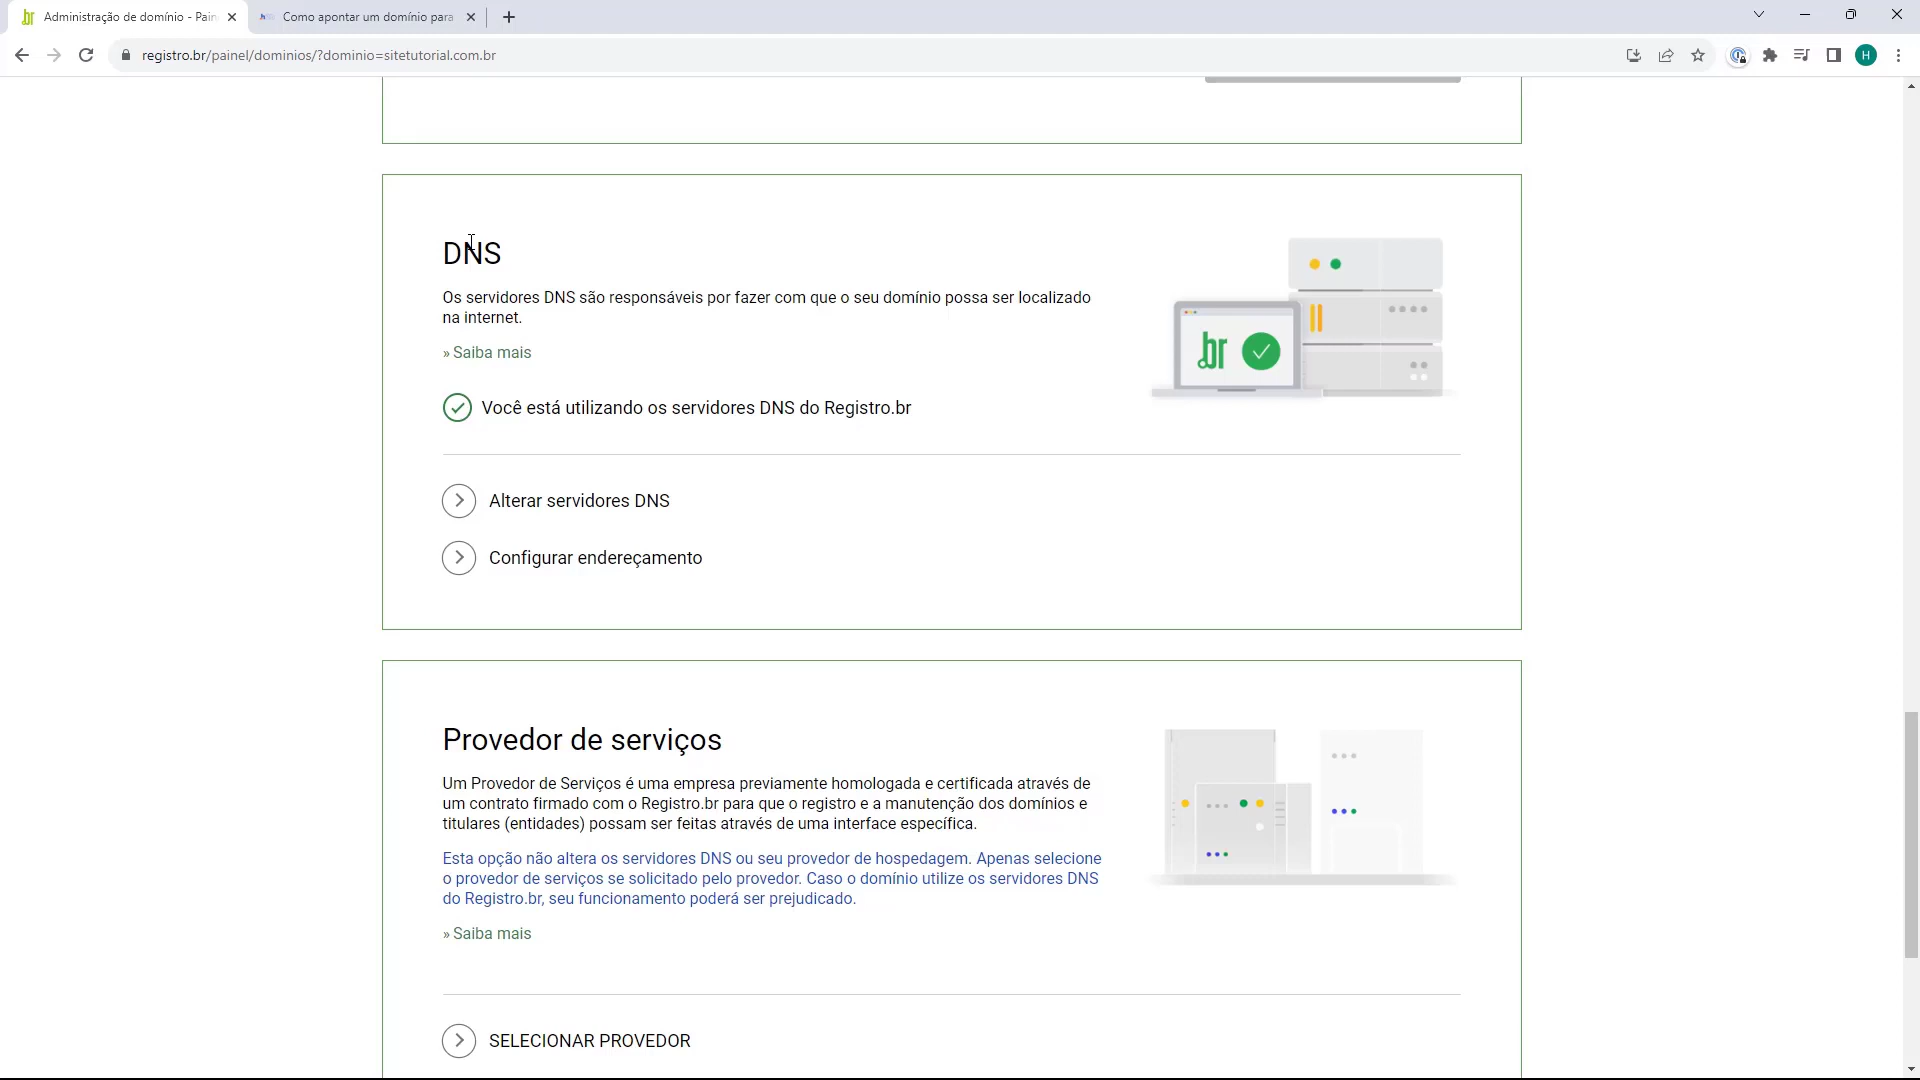 Administração de domínio - Pain
Como apontar um domínio para
registro.br/painel/dominios/?dominio=sitetutorial.com.br
H
DNS
Os servidores DNS são responsáveis por fazer com que o seu domínio possa ser localizado
na internet.
» Saiba mais
.br
Você está utilizando os servidores DNS do Registro.br
Alterar servidores DNS
Configurar endereçamento
Provedor de serviços
Um Provedor de Serviços é uma empresa previamente homologada e certificada através de
um contrato firmado com o Registro.br para que o registro e a manutenção dos domínios e
titulares (entidades) possam ser feitas através de uma interface específica.
Esta opção não altera os servidores DNS ou seu provedor de hospedagem. Apenas selecione
o provedor de serviços se solicitado pelo provedor. Caso o domínio utilize os servidores DNS
do Registro.br, seu funcionamento poderá ser prejudicado.
» Saiba mais
SELECIONAR PROVEDOR